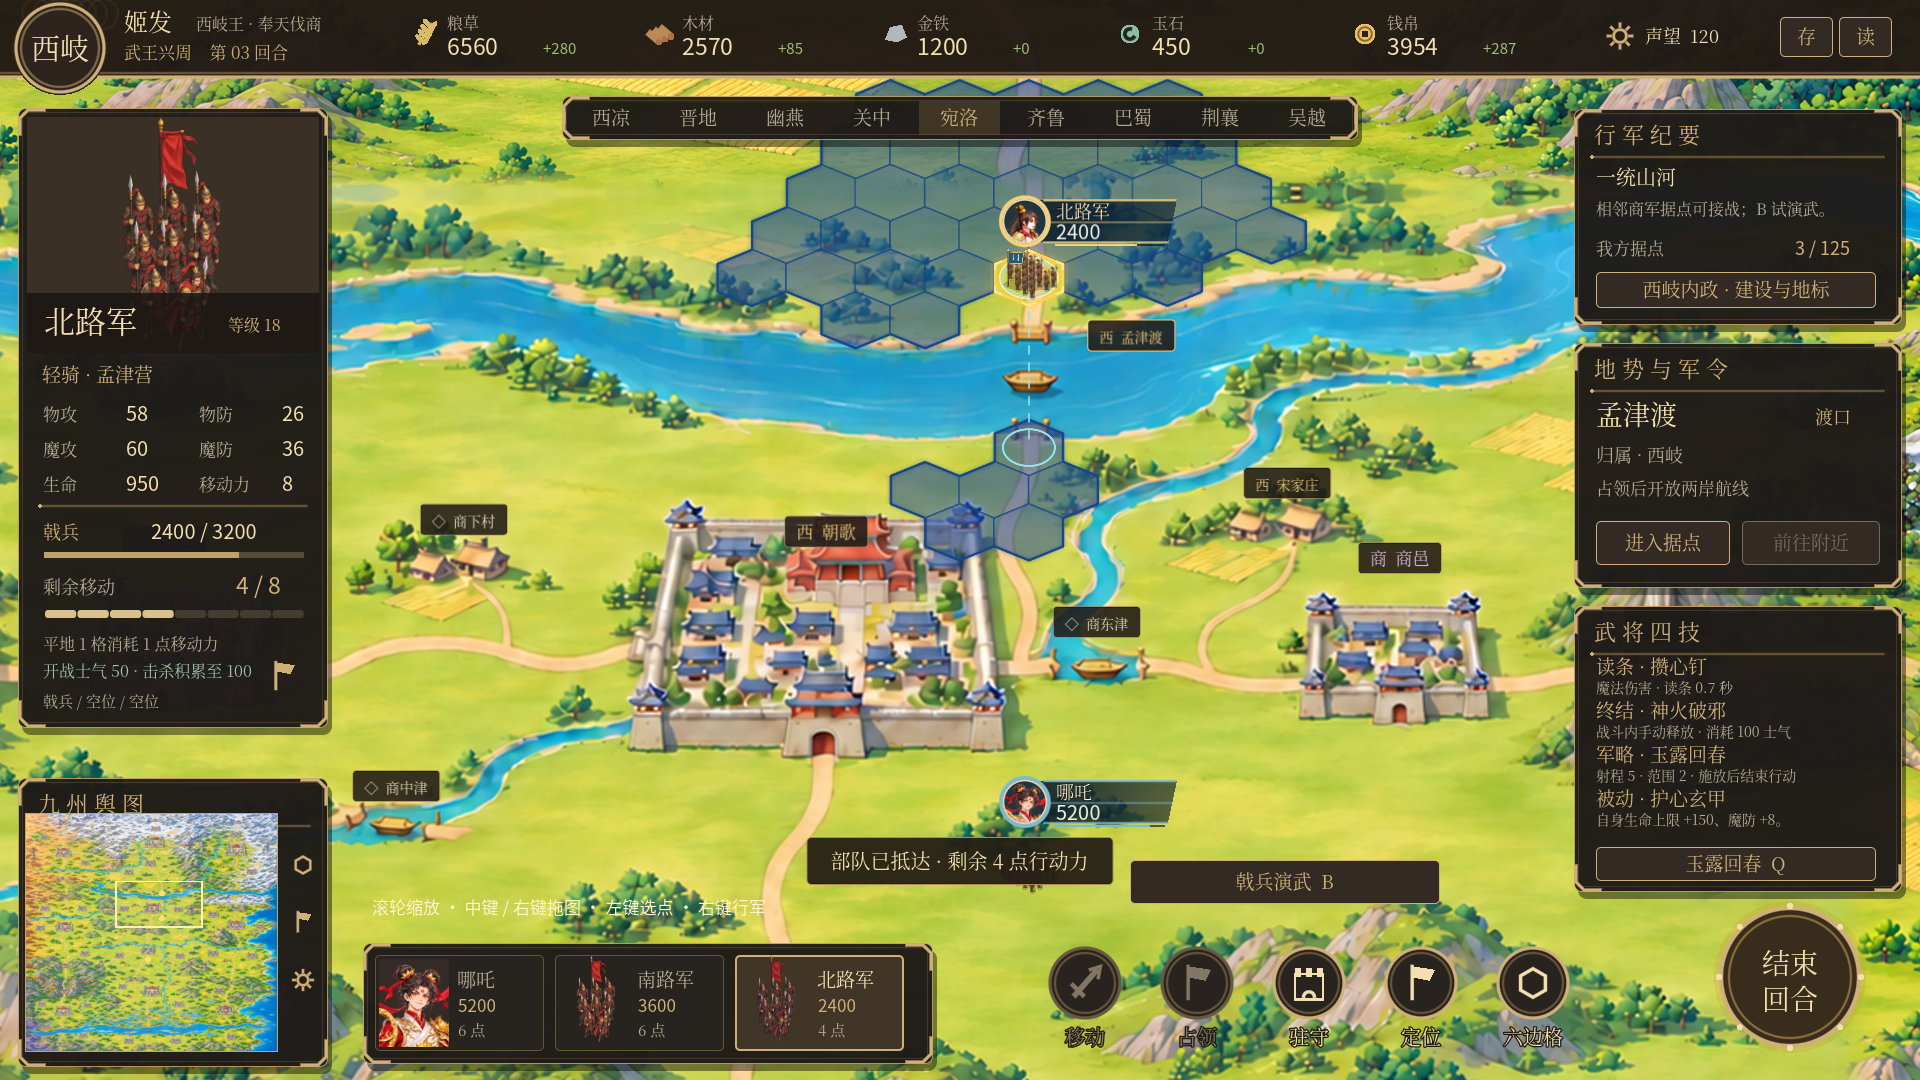 西岐
姬发 西岐王 · 奉天伐商
武王兴周 第 03 回合
粮草
6560 +280
木材
2570 +85
金铁
1200 +0
玉石
450 +0
钱帛
3954 +287
声望 120
存 读
西凉 晋地 幽燕 关中 宛洛 齐鲁 巴蜀 荆襄 吴越
北路军 等级 18
轻骑 · 孟津营
物攻 58 物防 26
魔攻 60 魔防 36
生命 950 移动力 8
戟兵 2400 / 3200
剩余移动 4 / 8
平地 1 格消耗 1 点移动力
开战士气 50 · 击杀积累至 100
戟兵 / 空位 / 空位
九州舆图
北路军
2400
西 孟津渡
◇ 商下村
西 朝歌
西 宋家庄
商 商邑
◇ 商东津
◇ 商中津
哪吒
5200
部队已抵达 · 剩余 4 点行动力
戟兵演武 B
滚轮缩放 · 中键 / 右键拖图 · 左键选点 · 右键行军
哪吒
5200
6 点
南路军
3600
6 点
北路军
2400
4 点
移动 占领 驻守 定位 六边格
行军纪要
一统山河
相邻商军据点可接战；B 试演武。
我方据点 3 / 125
西岐内政 · 建设与地标
地势与军令
孟津渡 渡口
归属 · 西岐
占领后开放两岸航线
进入据点 前往附近
武将四技
读条 · 攒心钉
魔法伤害 · 读条 0.7 秒
终结 · 神火破邪
战斗内手动释放 · 消耗 100 士气
军略 · 玉露回春
射程 5 · 范围 2 · 施放后结束行动
被动 · 护心玄甲
自身生命上限 +150、魔防 +8。
玉露回春 Q
结束
回合